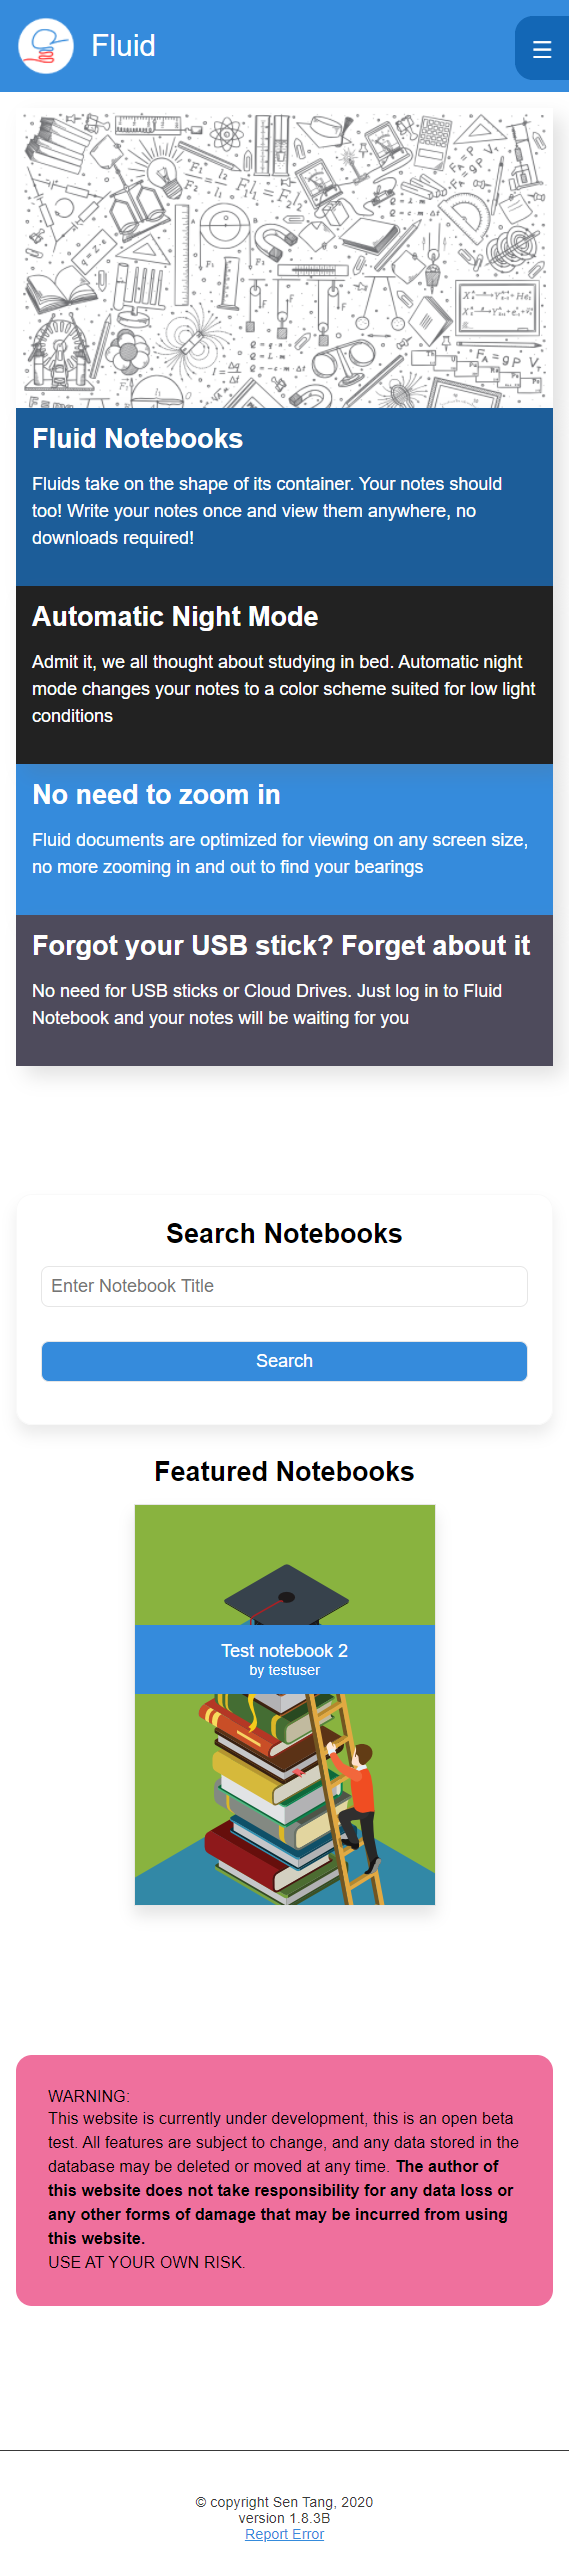 Fluid
☰
Fluid Notebooks
Fluids take on the shape of its container. Your notes should
too! Write your notes once and view them anywhere, no
downloads required!
Automatic Night Mode
Admit it, we all thought about studying in bed. Automatic night
mode changes your notes to a color scheme suited for low light
conditions
No need to zoom in
Fluid documents are optimized for viewing on any screen size,
no more zooming in and out to find your bearings
Forgot your USB stick? Forget about it
No need for USB sticks or Cloud Drives. Just log in to Fluid
Notebook and your notes will be waiting for you
Search Notebooks
Enter Notebook Title
Search
Featured Notebooks
Test notebook 2
by testuser
WARNING:
This website is currently under development, this is an open beta
test. All features are subject to change, and any data stored in the
database may be deleted or moved at any time. The author of
this website does not take responsibility for any data loss or
any other forms of damage that may be incurred from using
this website.
USE AT YOUR OWN RISK.
© copyright Sen Tang, 2020
version 1.8.3B
Report Error